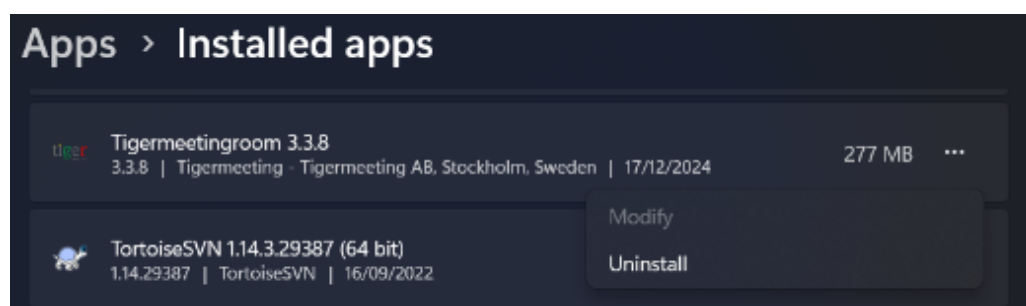 Apps > Installed apps
tiger
Tigermeetingroom 3.3.8
3.3.8 | Tigermeeting - Tigermeeting AB, Stockholm, Sweden | 17/12/2024
277 MB ...
Modify
TortoiseSVN 1.14.3.29387 (64 bit)
1.14.29387 | TortoiseSVN | 16/09/2022
Uninstall